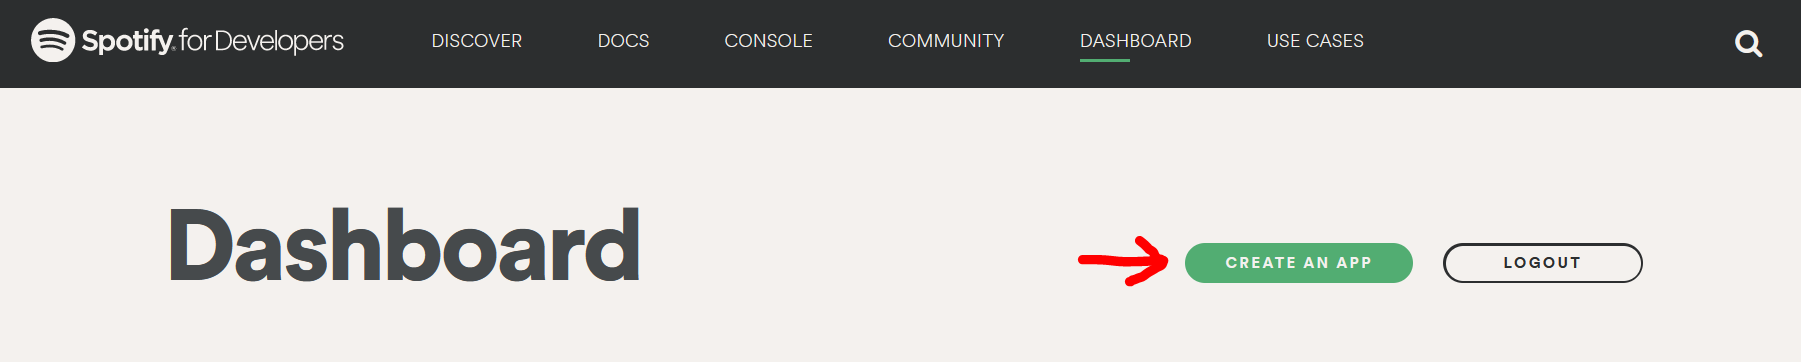 Spotify® for Developers DISCOVER DOCS CONSOLE COMMUNITY DASHBOARD USE CASES
Dashboard CREATE AN APP LOGOUT